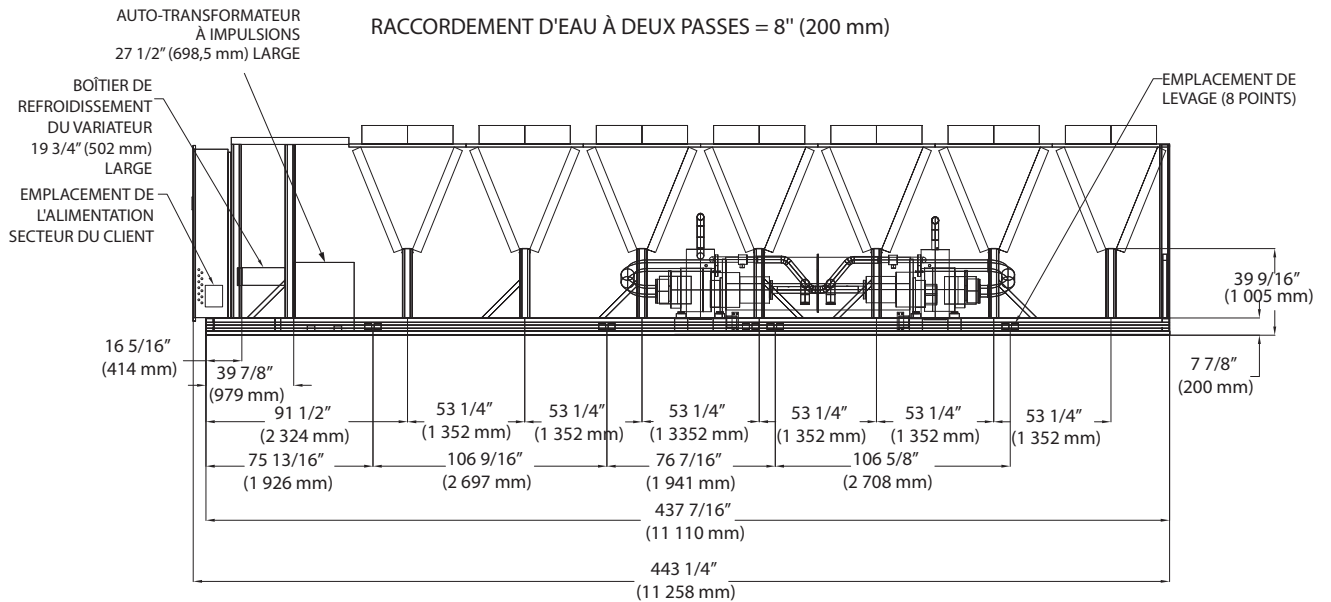 RACCORDEMENT D'EAU À DEUX PASSES = 8" (200 mm)
AUTO-TRANSFORMATEUR
À IMPULSIONS
27 1/2” (698,5 mm) LARGE
BOÎTIER DE
REFROIDISSEMENT
DU VARIATEUR
19 3/4” (502 mm)
LARGE
EMPLACEMENT DE
L'ALIMENTATION
SECTEUR DU CLIENT
EMPLACEMENT DE
LEVAGE (8 POINTS)
39 9/16”
(1 005 mm)
7 7/8”
(200 mm)
16 5/16”
(414 mm)
39 7/8”
(979 mm)
91 1/2”
(2 324 mm)
53 1/4”
(1 352 mm)
53 1/4”
(1 352 mm)
53 1/4”
(1 3352 mm)
53 1/4”
(1 352 mm)
53 1/4”
(1 352 mm)
53 1/4”
(1 352 mm)
75 13/16”
(1 926 mm)
106 9/16”
(2 697 mm)
76 7/16”
(1 941 mm)
106 5/8”
(2 708 mm)
437 7/16”
(11 110 mm)
443 1/4”
(11 258 mm)